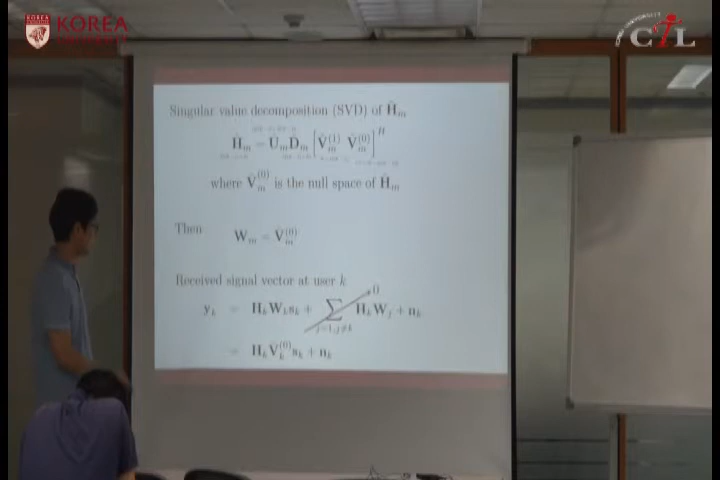 KOREA
UNIVERSITY
CIL
Singular value decomposition (SVD) of H̃ₘ
H̃ₘ = ŨₘD̃ₘ [Ṽₘ⁽¹⁾ Ṽₘ⁽⁰⁾]ᴴ
where Ṽₘ⁽⁰⁾ is the null space of H̃ₘ
Then
Wₘ = Ṽₘ⁽⁰⁾
Received signal vector at user k
yₖ = HₖWₖsₖ + ∑ⱼ₌₁,ⱼ≠ₖ HₖWⱼ + nₖ
0
= HₖṼₖ⁽⁰⁾sₖ + nₖ